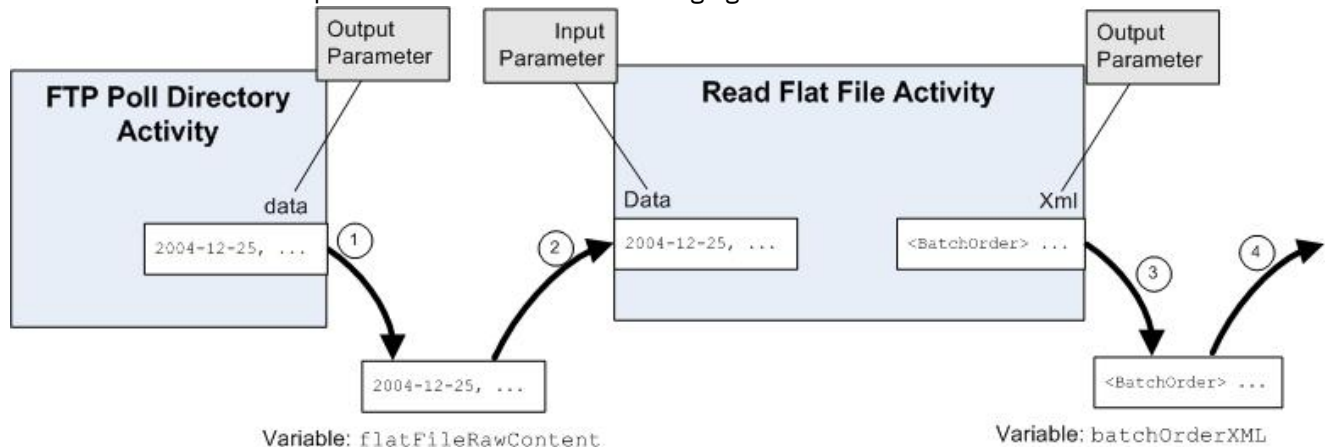 Output
Parameter
Input
Parameter
Output
Parameter
FTP Poll Directory
Activity
Read Flat File Activity
data
Data
Xml
2004-12-25, ...
1
2
2004-12-25, ...
<BatchOrder> ...
3
4
2004-12-25, ...
<BatchOrder> ...
Variable: flatFileRawContent
Variable: batchOrderXML